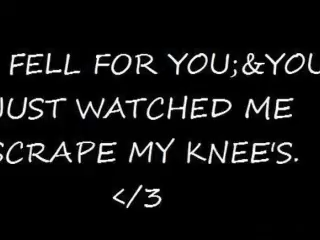 FELL FOR YOU;&YOU
JUST WATCHED ME
SCRAPE MY KNEE'S.
</3